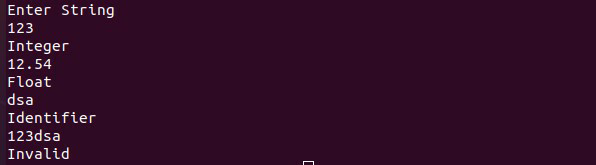 Enter String
123
Integer
12.54
Float
dsa
Identifier
123dsa
Invalid